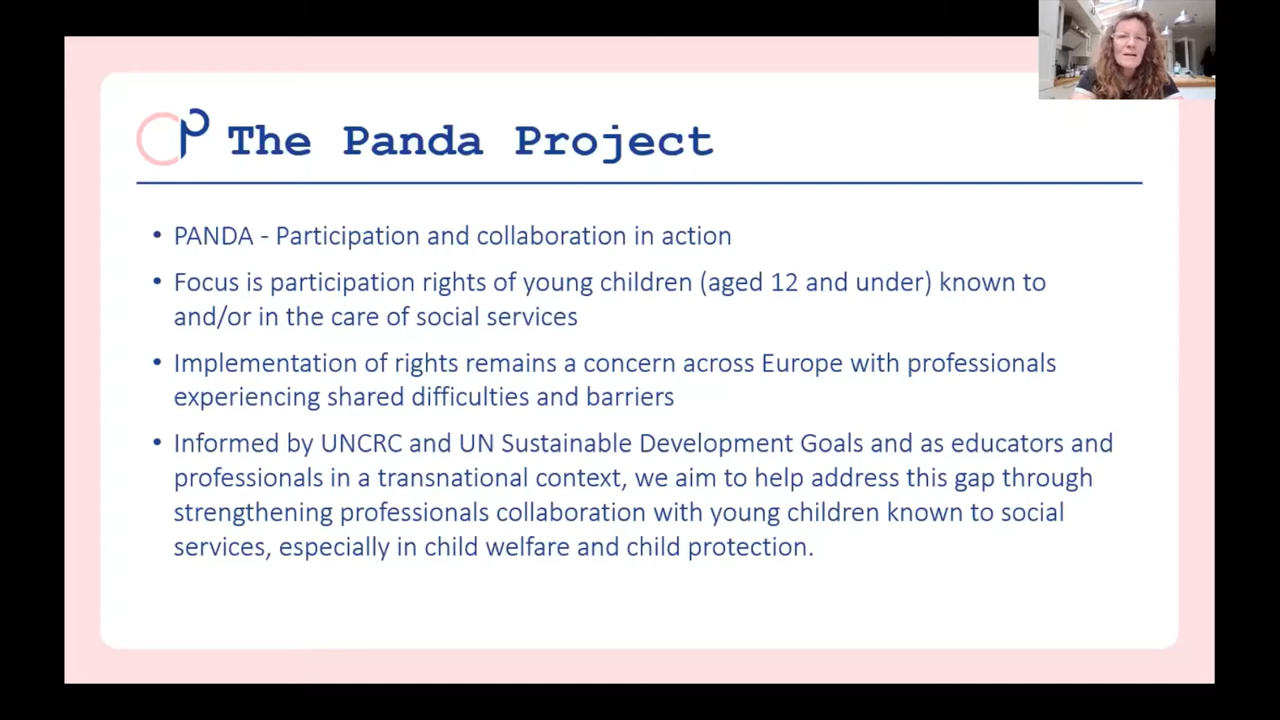 The Panda Project
• PANDA - Participation and collaboration in action
• Focus is participation rights of young children (aged 12 and under) known to
and/or in the care of social services
• Implementation of rights remains a concern across Europe with professionals
experiencing shared difficulties and barriers
• Informed by UNCRC and UN Sustainable Development Goals and as educators and
professionals in a transnational context, we aim to help address this gap through
strengthening professionals collaboration with young children known to social
services, especially in child welfare and child protection.